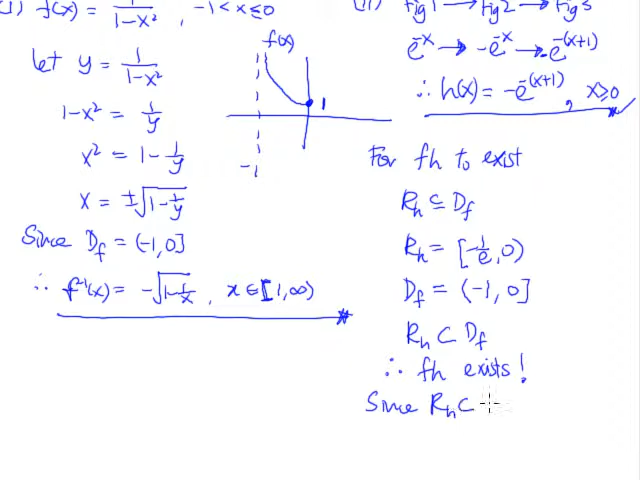 (i) f(x) = 1/(1-x²), -1 < x ≤ 0
let y = 1/(1-x²)
1-x² = 1/y
x² = 1 - 1/y
x = ±√(1-1/y)
Since D_f = (-1, 0]
∴ f⁻¹(x) = -√(1-1/x), x ∈ [1, ∞)
f(x)
1
-1
(ii) Fig 1 → Fig 2 → Fig 3
e^(-x) → -e^(-x) → -e^(-(x+1))
∴ h(x) = -e^(-(x+1)), x ≥ 0
For fh to exist
R_h ⊆ D_f
R_h = [-1/e, 0)
D_f = (-1, 0]
R_h ⊂ D_f
∴ fh exists!
Since R_h ⊂